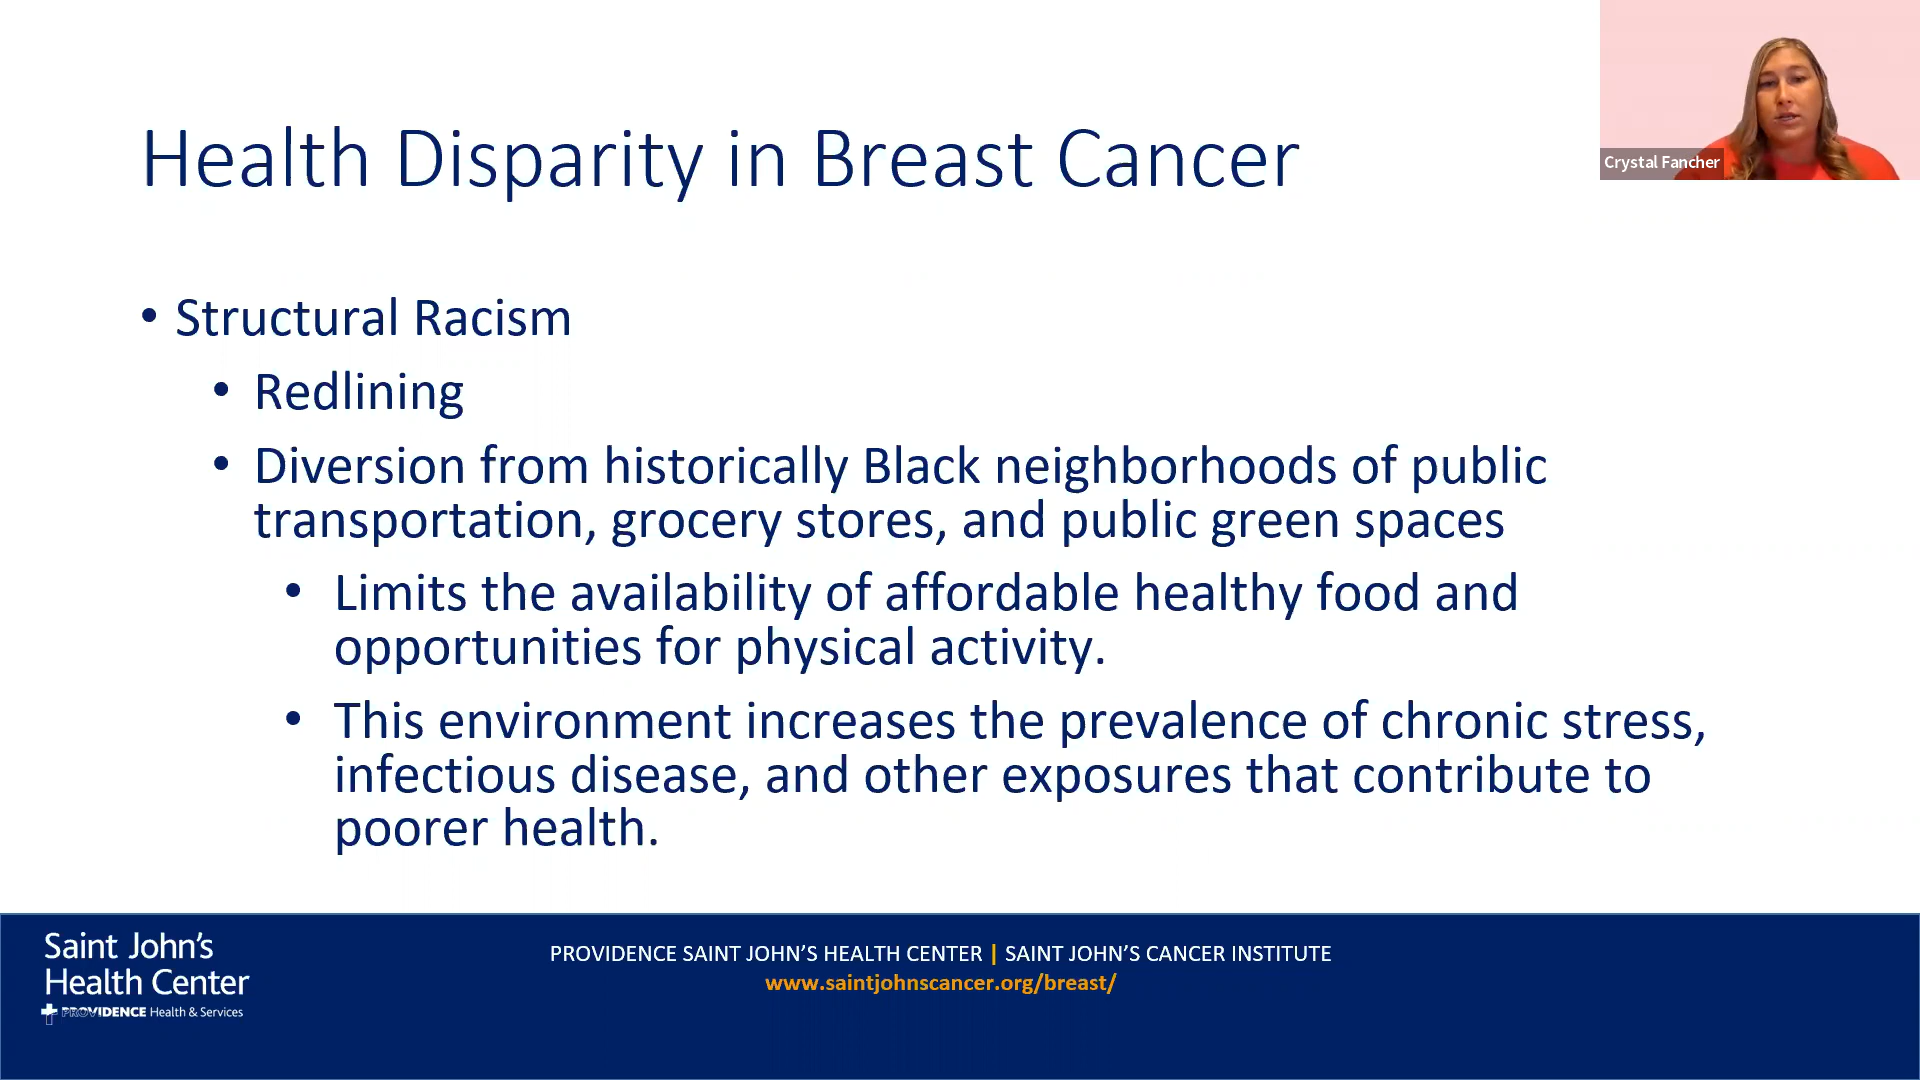 Health Disparity in Breast Cancer
Crystal Fancher
• Structural Racism
• Redlining
• Diversion from historically Black neighborhoods of public
transportation, grocery stores, and public green spaces
• Limits the availability of affordable healthy food and
opportunities for physical activity.
• This environment increases the prevalence of chronic stress,
infectious disease, and other exposures that contribute to
poorer health.
Saint John's
Health Center
PROVIDENCE Health & Services
PROVIDENCE SAINT JOHN'S HEALTH CENTER | SAINT JOHN'S CANCER INSTITUTE
www.saintjohnscancer.org/breast/